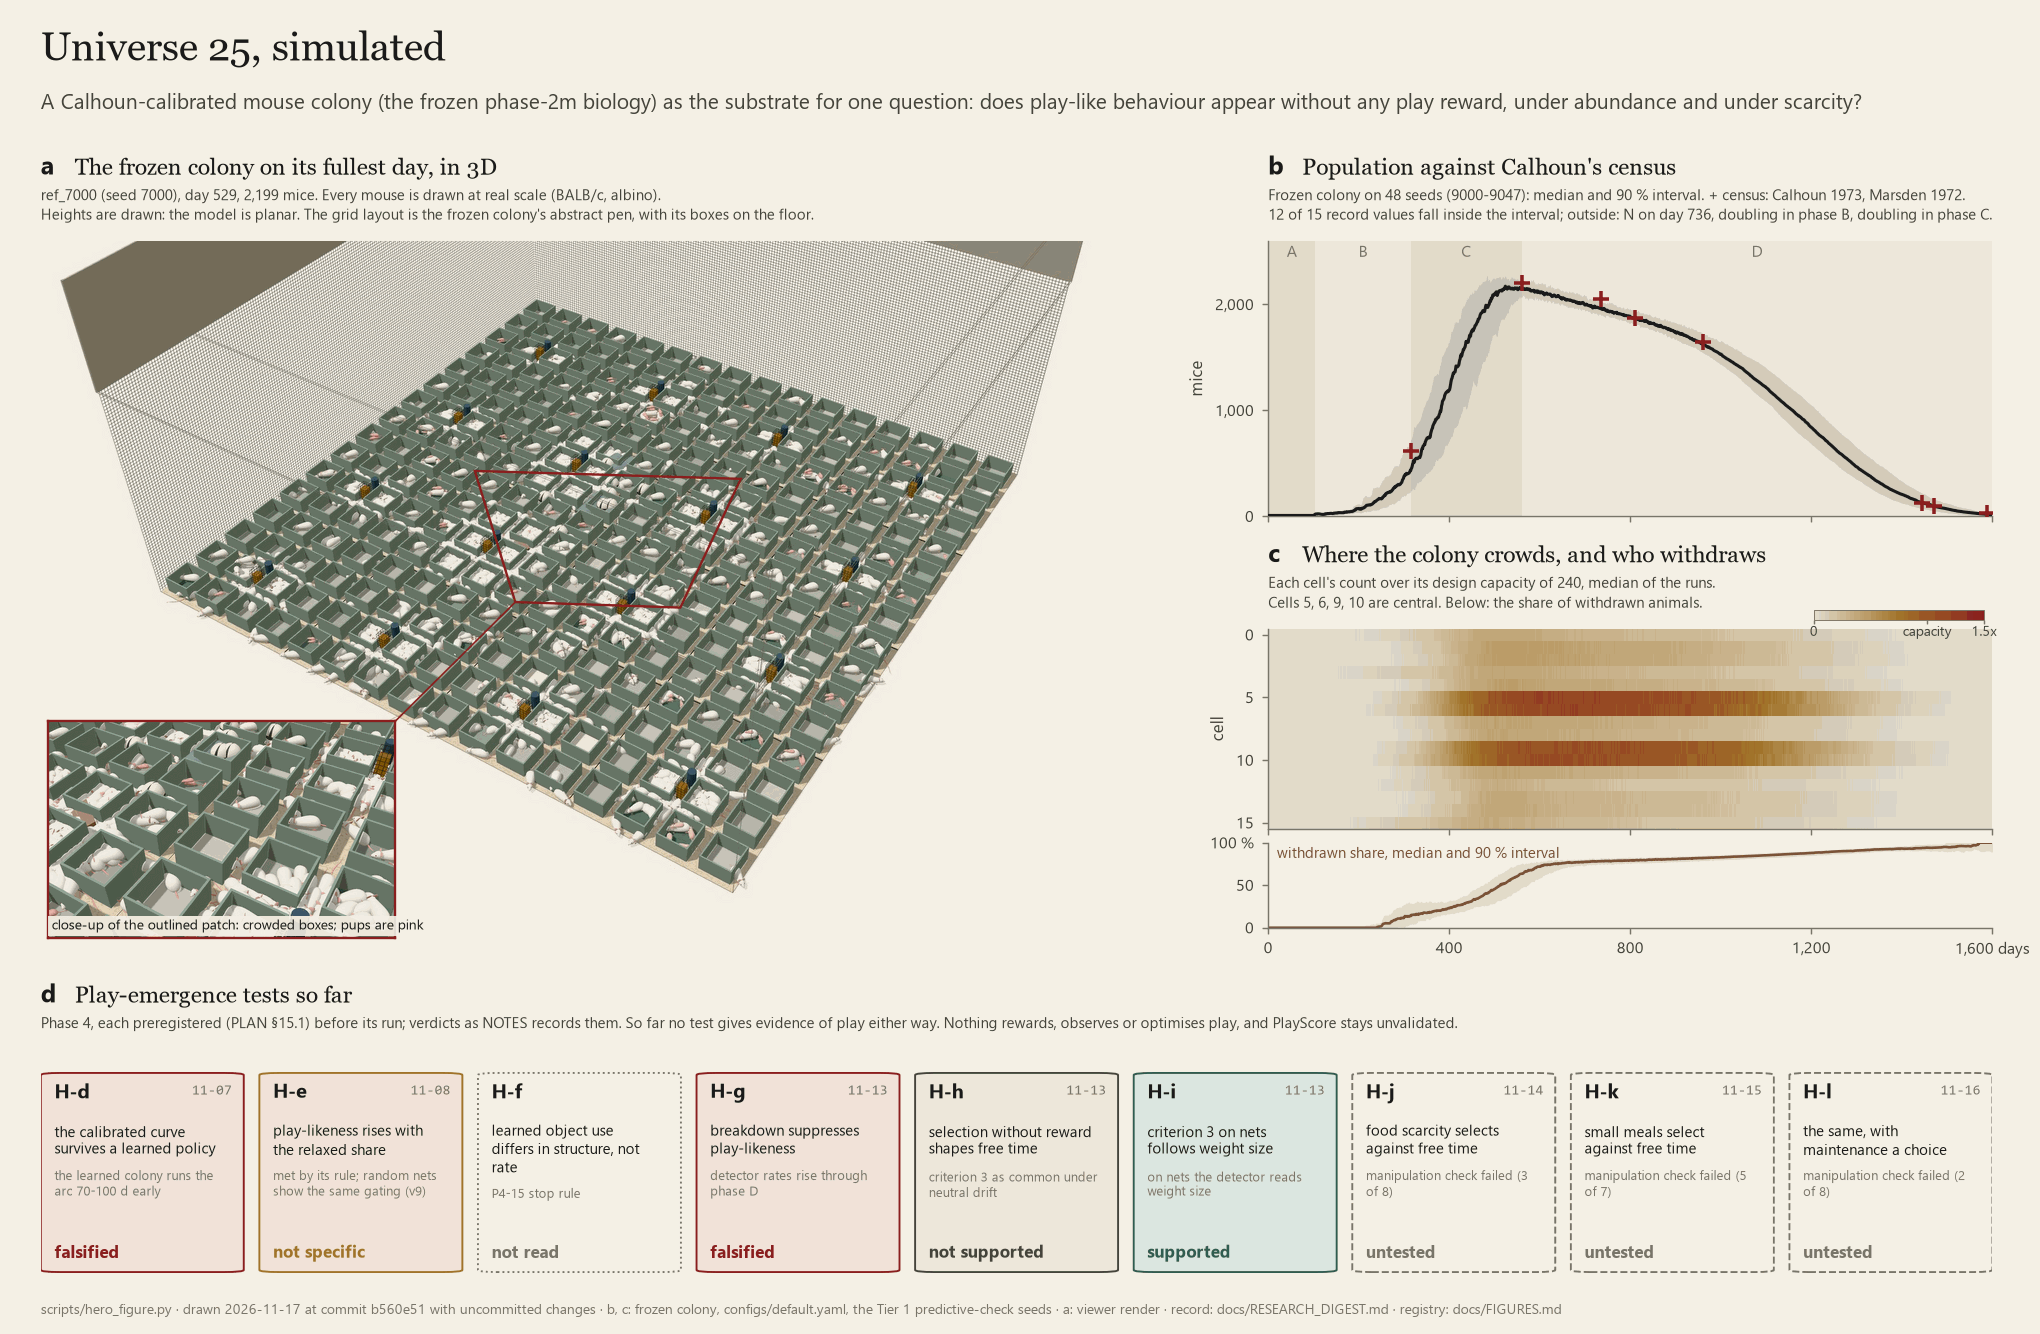 Universe 25, simulated
A Calhoun-calibrated mouse colony (the frozen phase-2m biology) as the substrate for one question: does play-like behaviour appear without any play reward, under abundance and under scarcity?
a The frozen colony on its fullest day, in 3D
ref_7000 (seed 7000), day 529, 2,199 mice. Every mouse is drawn at real scale (BALB/c, albino).
Heights are drawn: the model is planar. The grid layout is the frozen colony's abstract pen, with its boxes on the floor.
close-up of the outlined patch: crowded boxes; pups are pink
b Population against Calhoun's census
Frozen colony on 48 seeds (9000-9047): median and 90 % interval. + census: Calhoun 1973, Marsden 1972.
12 of 15 record values fall inside the interval; outside: N on day 736, doubling in phase B, doubling in phase C.
A B C D
2,000
mice
1,000
0
c Where the colony crowds, and who withdraws
Each cell's count over its design capacity of 240, median of the runs.
Cells 5, 6, 9, 10 are central. Below: the share of withdrawn animals.
0 capacity 1.5x
0
5
cell
10
15
100 %
withdrawn share, median and 90 % interval
50
0
0 400 800 1,200 1,600 days
d Play-emergence tests so far
Phase 4, each preregistered (PLAN §15.1) before its run; verdicts as NOTES records them. So far no test gives evidence of play either way. Nothing rewards, observes or optimises play, and PlayScore stays unvalidated.
H-d 11-07
the calibrated curve
survives a learned policy
the learned colony runs the
arc 70-100 d early
falsified
H-e 11-08
play-likeness rises with
the relaxed share
met by its rule; random nets
show the same gating (v9)
not specific
H-f
learned object use
differs in structure, not
rate
P4-15 stop rule
not read
H-g 11-13
breakdown suppresses
play-likeness
detector rates rise through
phase D
falsified
H-h 11-13
selection without reward
shapes free time
criterion 3 as common under
neutral drift
not supported
H-i 11-13
criterion 3 on nets
follows weight size
on nets the detector reads
weight size
supported
H-j 11-14
food scarcity selects
against free time
manipulation check failed (3
of 8)
untested
H-k 11-15
small meals select
against free time
manipulation check failed (5
of 7)
untested
H-l 11-16
the same, with
maintenance a choice
manipulation check failed (2
of 8)
untested
scripts/hero_figure.py · drawn 2026-11-17 at commit b560e51 with uncommitted changes · b, c: frozen colony, configs/default.yaml, the Tier 1 predictive-check seeds · a: viewer render · record: docs/RESEARCH_DIGEST.md · registry: docs/FIGURES.md